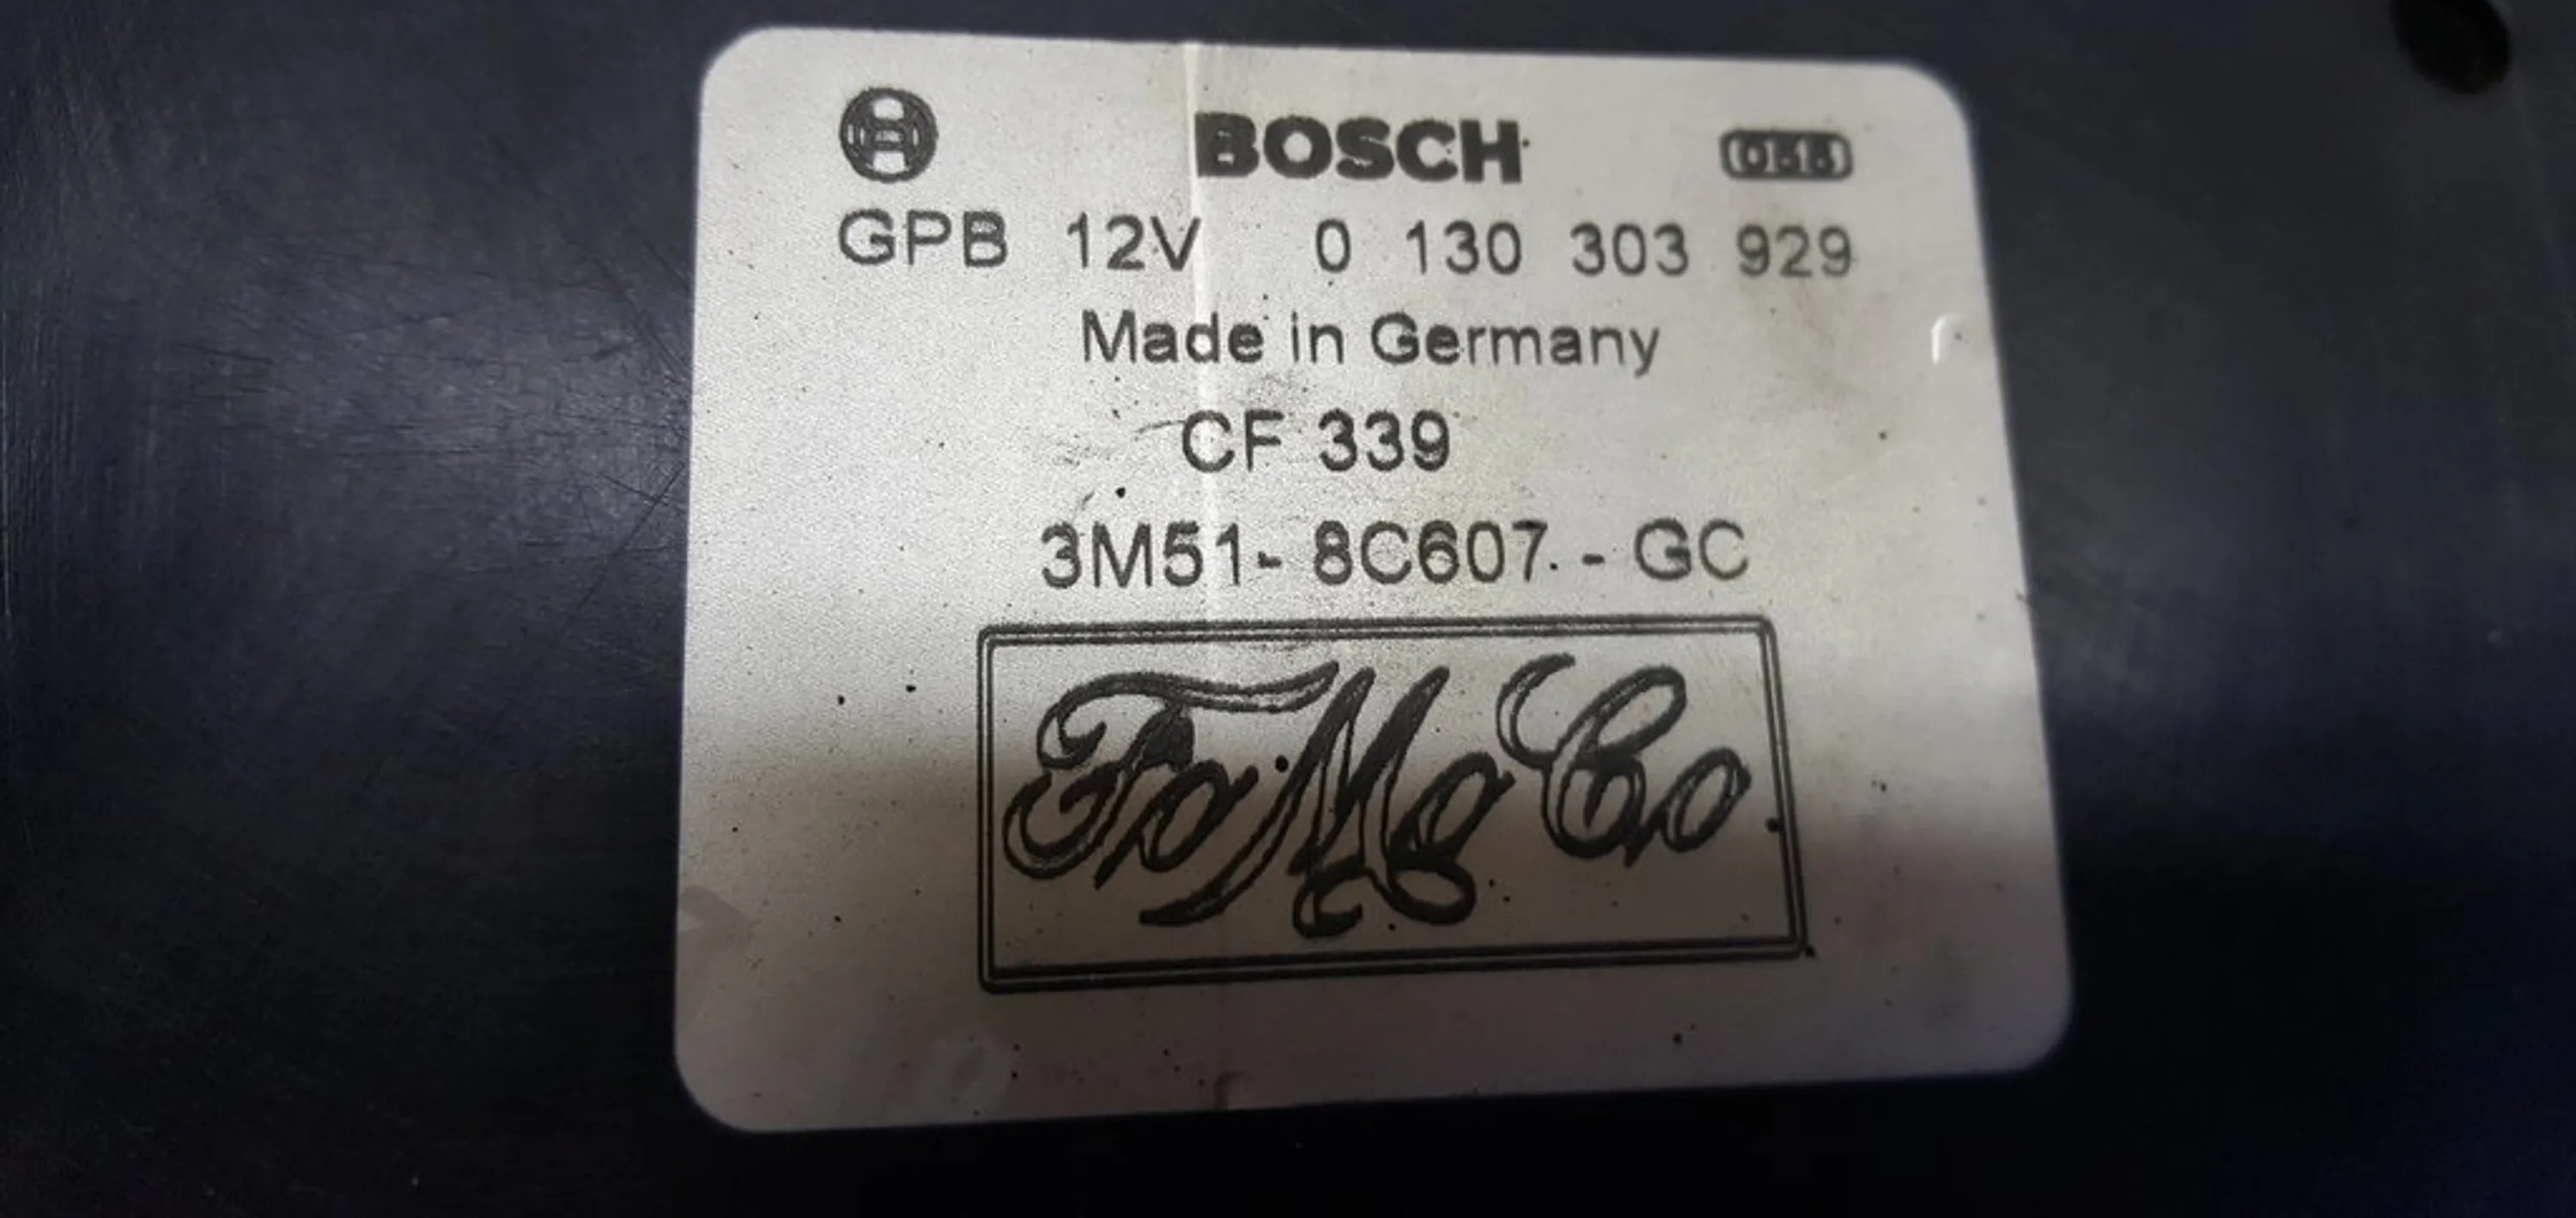 BOSCH
GPB 12V 0 130 303 929
Made in Germany
CF 339
3M51- 8C607. - GC
FoMoCo